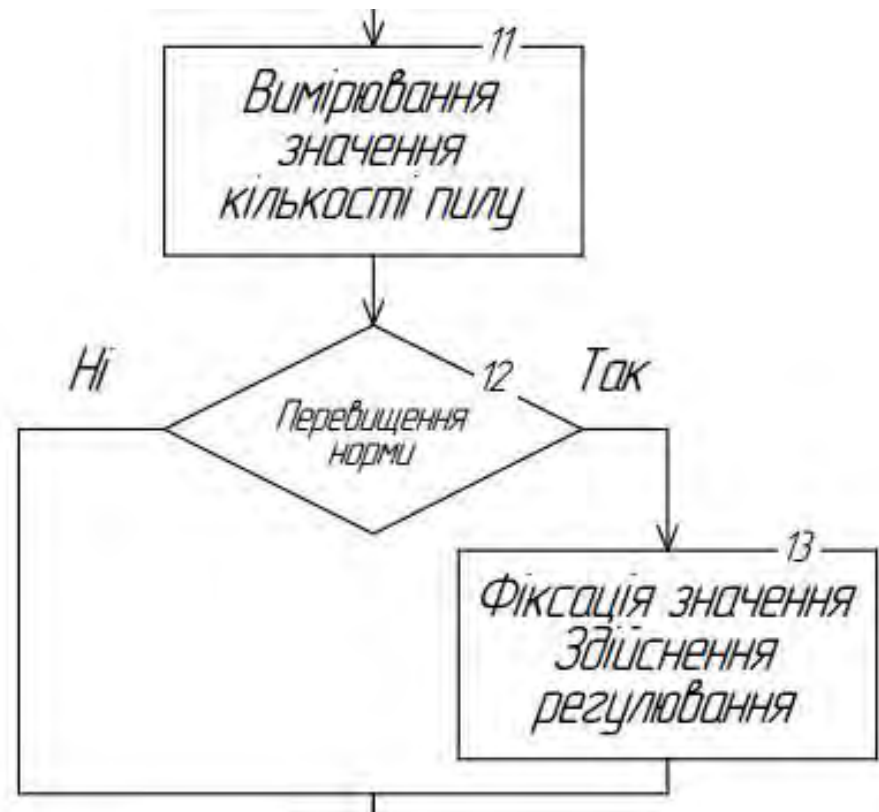 11
Вимірювання
значення
кількості пилу
Ні
12
Так
Перевищення
норми
13
Фіксація значення
Здійснення
регулювання